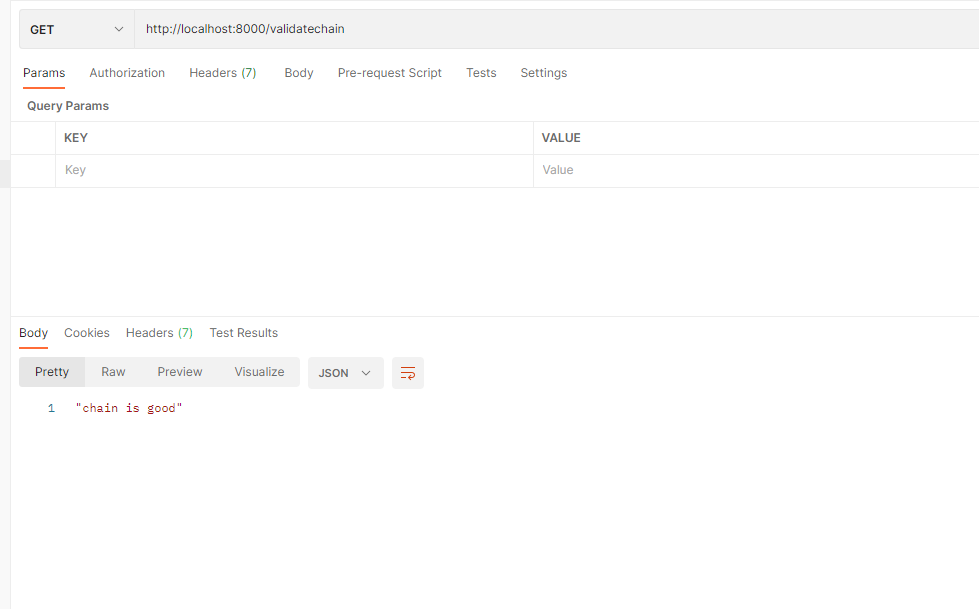 GET http://localhost:8000/validatechain
Params Authorization Headers (7) Body Pre-request Script Tests Settings
Query Params
KEY VALUE
Key Value
Body Cookies Headers (7) Test Results
Pretty Raw Preview Visualize JSON
1 "chain is good"